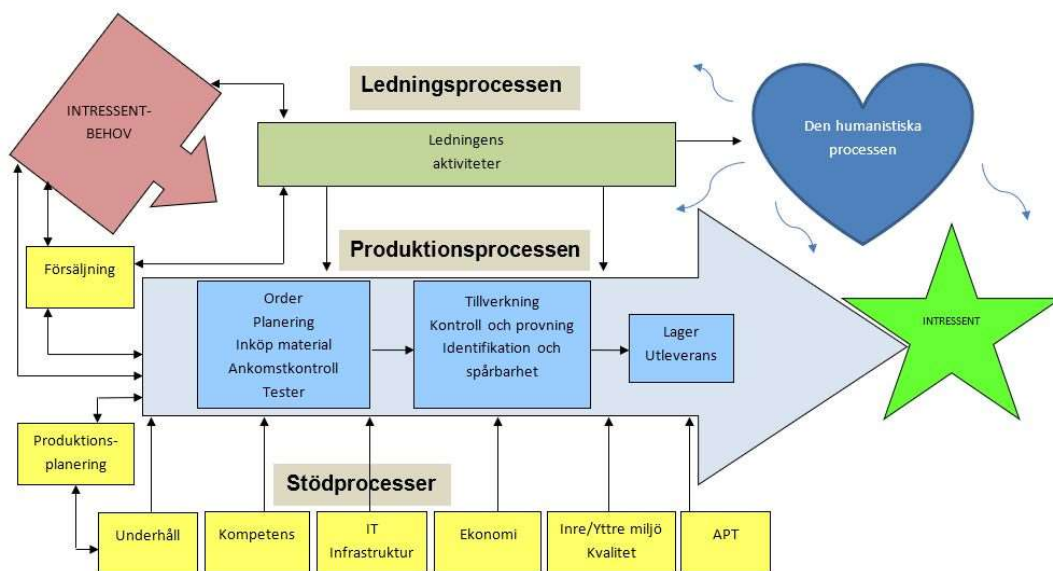 Ledningsprocessen
INTRESSENT-
BEHOV
Ledningens
aktiviteter
Den humanistiska
processen
Produktionsprocessen
Försäljning
Order
Planering
Inköp material
Ankomstkontroll
Tester
Tillverkning
Kontroll och provning
Identifikation och
spårbarhet
Lager
Utleverans
INTRESSENT
Produktions-
planering
Stödprocesser
Underhåll
Kompetens
IT
Infrastruktur
Ekonomi
Inre/Yttre miljö
Kvalitet
APT